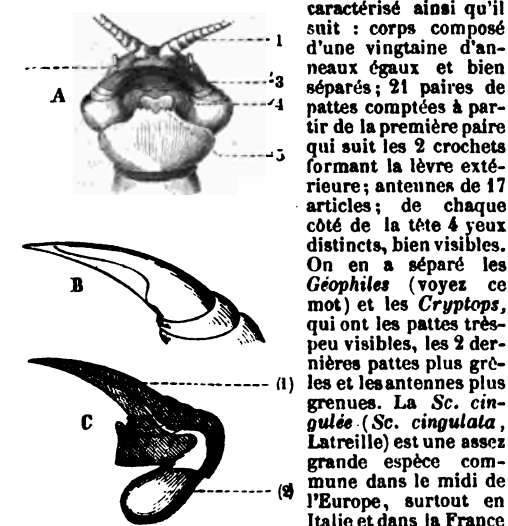 caractérisé ainsi qu'il
suit : corps composé
d'une vingtaine d'an-
neaux égaux et bien
séparés ; 21 paires de
pattes comptées à par-
tir de la première paire
qui suit les 2 crochets
formant la lèvre exté-
rieure ; antennes de 17
articles ; de chaque
côté de la tête 4 yeux
distincts, bien visibles.
On en a séparé les
Géophiles (voyez ce
mot) et les Cryptops,
qui ont les pattes très-
peu visibles, les 2 der-
nières pattes plus grê-
les et les antennes plus
grenues. La Sc. cin-
gulée (Sc. cingulata,
Latreille) est une assez
grande espèce com-
mune dans le midi de
l'Europe, surtout en
Italie et dans la France
A
1
3
4
5
B
C
(1)
(2)